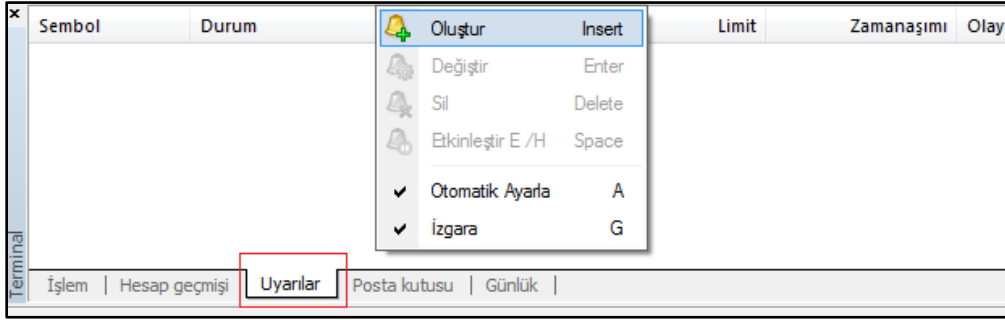 Sembol Durum Limit Zamanaşımı Olay
Oluştur Insert
Değiştir Enter
Sil Delete
Etkinleştir E /H Space
Otomatik Ayarla A
İzgara G
Terminal
İşlem | Hesap geçmişi Uyarılar Posta kutusu | Günlük |